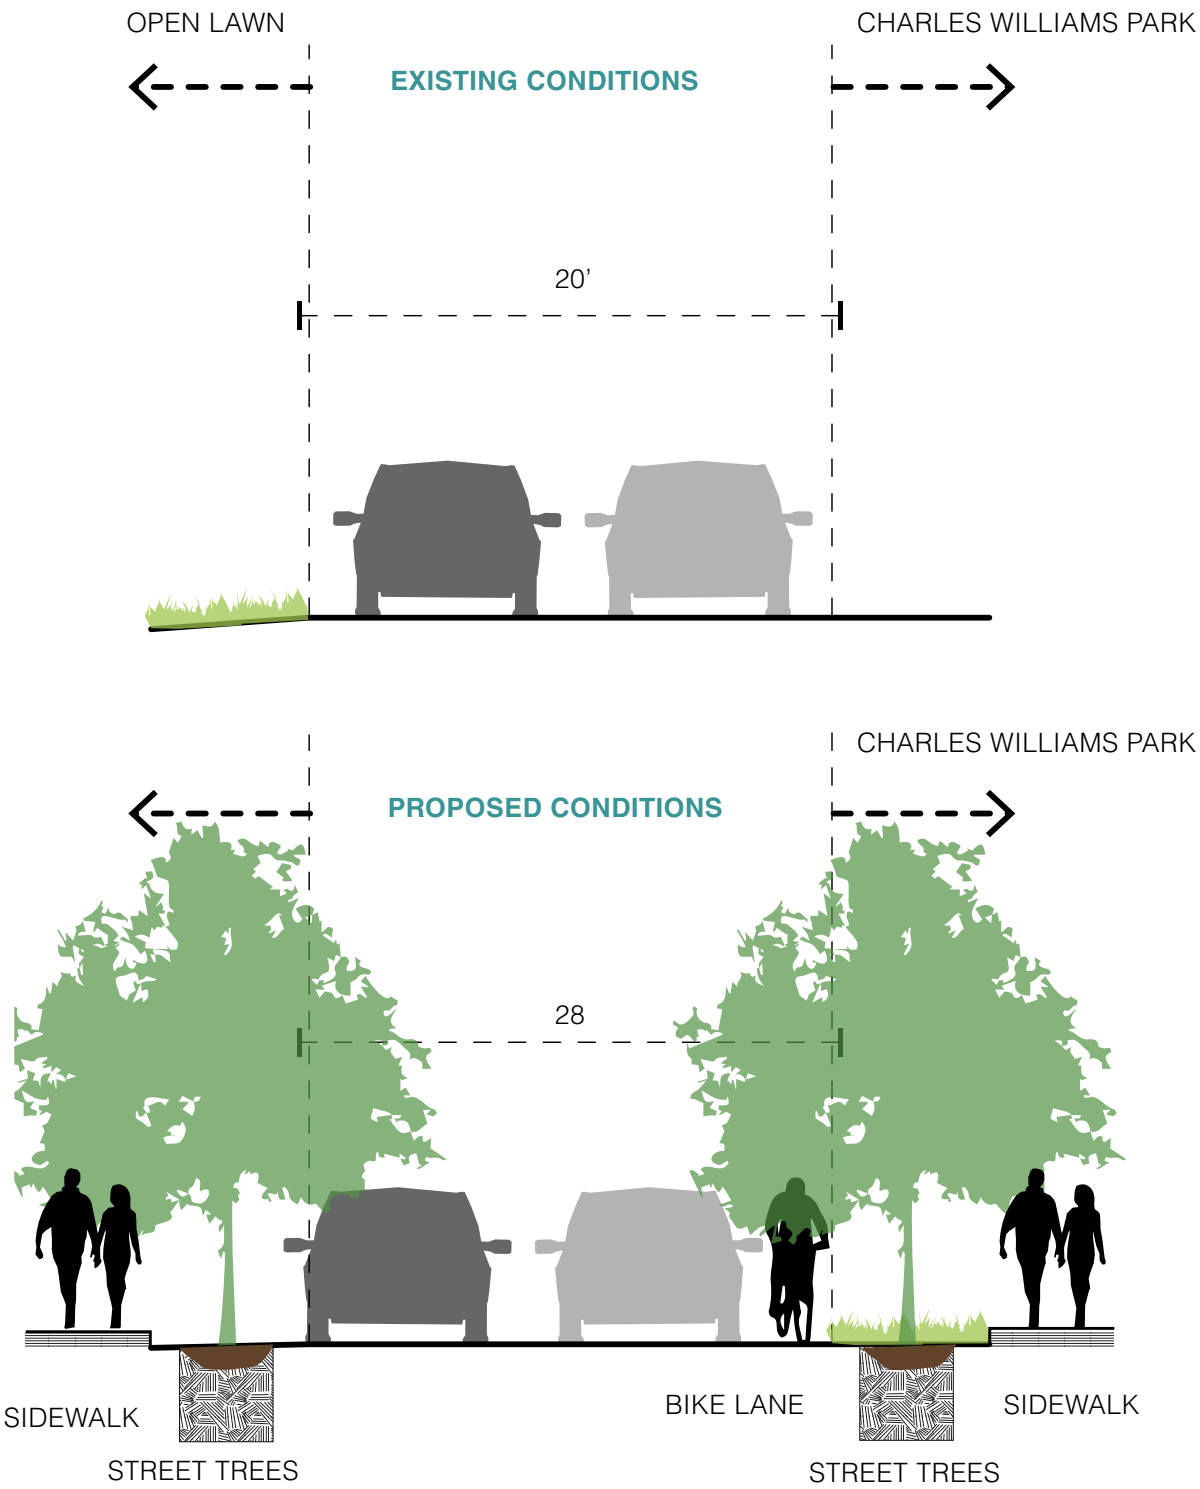 OPEN LAWN
CHARLES WILLIAMS PARK
EXISTING CONDITIONS
20’
CHARLES WILLIAMS PARK
PROPOSED CONDITIONS
28
SIDEWALK
BIKE LANE
SIDEWALK
STREET TREES
STREET TREES